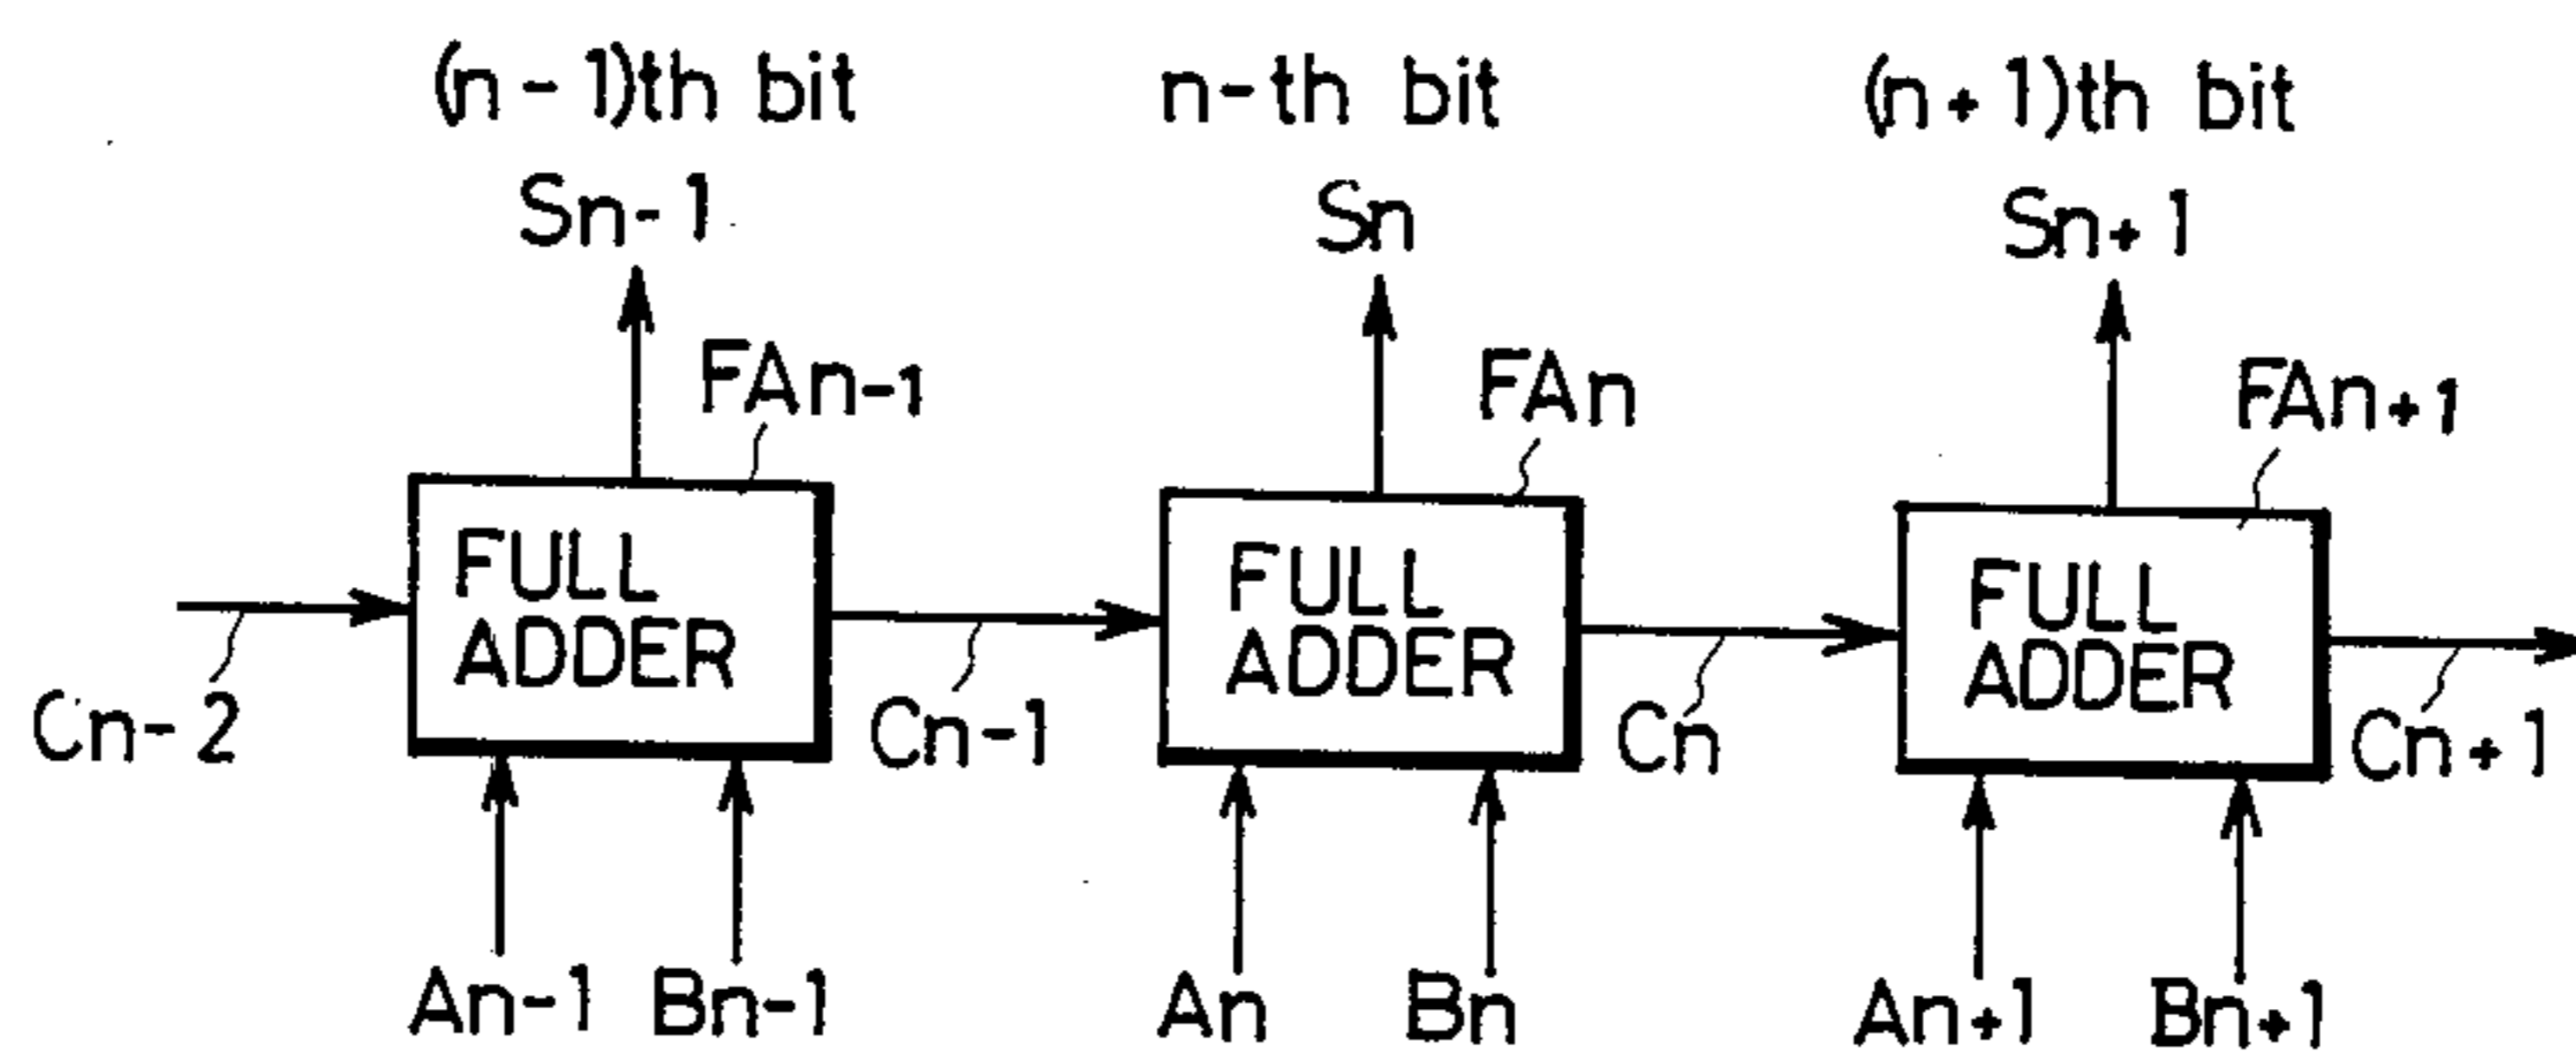 (n-1)th bit
n-th bit
(n+1)th bit
Sn-1
Sn
Sn+1
FAn-1
FAn
FAn+1
FULL
ADDER
FULL
ADDER
FULL
ADDER
Cn-2
Cn-1
Cn
Cn+1
An-1
Bn-1
An
Bn
An+1
Bn+1